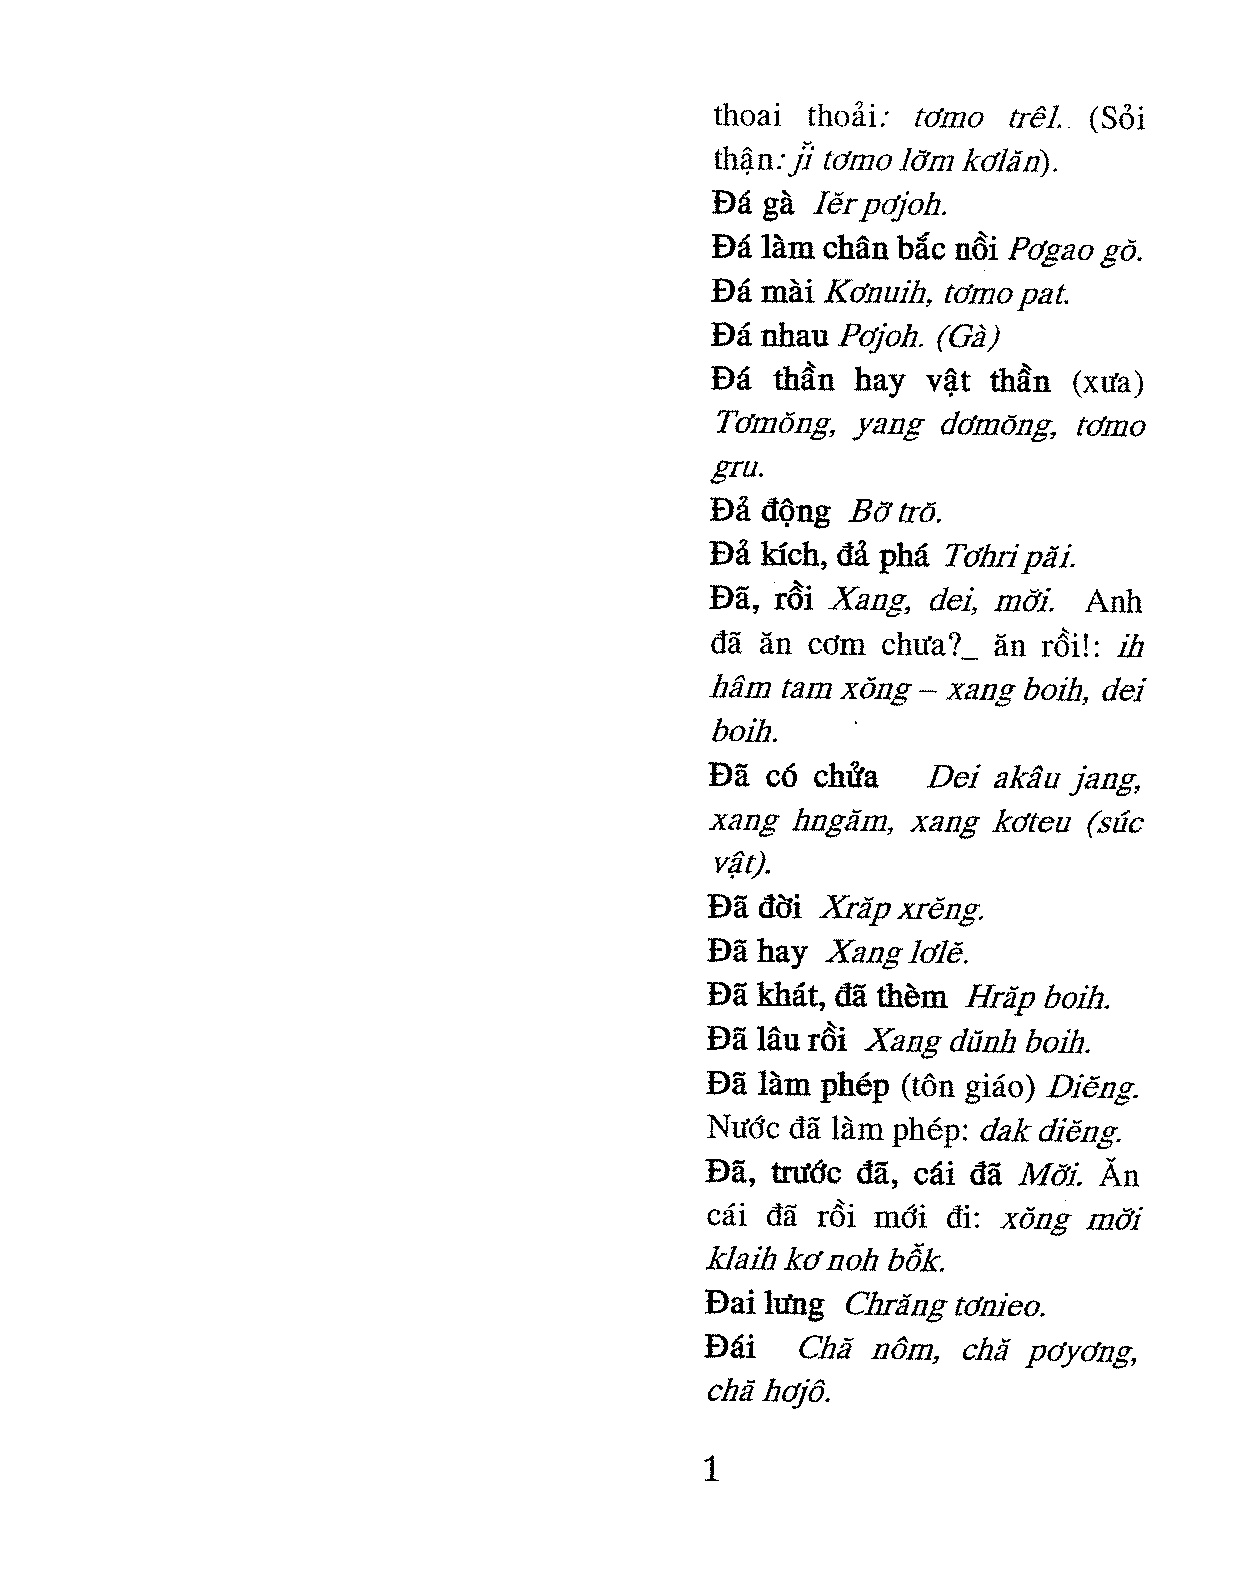 thoai thoải: tơmo trêl. (Sỏi
thận: jĭ tơmo lơ̆m kơlăn).
Đá gà Iĕr pơjoh.
Đá làm chân bắc nồi Pơgao gŏ.
Đá mài Kơnuih, tơmo pat.
Đá nhau Pơjoh. (Gà)
Đá thần hay vật thần (xưa)
Tơmŏng, yang dơmŏng, tơmo
gru.
Đả động Bơ̆ trŏ.
Đả kích, đả phá Tơhri păi.
Đã, rồi Xang, dei, mơ̆i. Anh
đã ăn cơm chưa?_ ăn rồi!: ih
hâm tam xŏng – xang boih, dei
boih.
Đã có chửa Dei akâu jang,
xang hngăm, xang kơteu (súc
vật).
Đã đời Xrăp xrĕng.
Đã hay Xang lơlĕ.
Đã khát, đã thèm Hrăp boih.
Đã lâu rồi Xang dŭnh boih.
Đã làm phép (tôn giáo) Diĕng.
Nước đã làm phép: dak diĕng.
Đã, trước đã, cái đã Mơ̆i. Ăn
cái đã rồi mới đi: xŏng mơ̆i
klaih kơ noh bô̆k.
Đai lưng Chrăng tơnieo.
Đái Chă nôm, chă pơyơng,
chă hơjô.
1